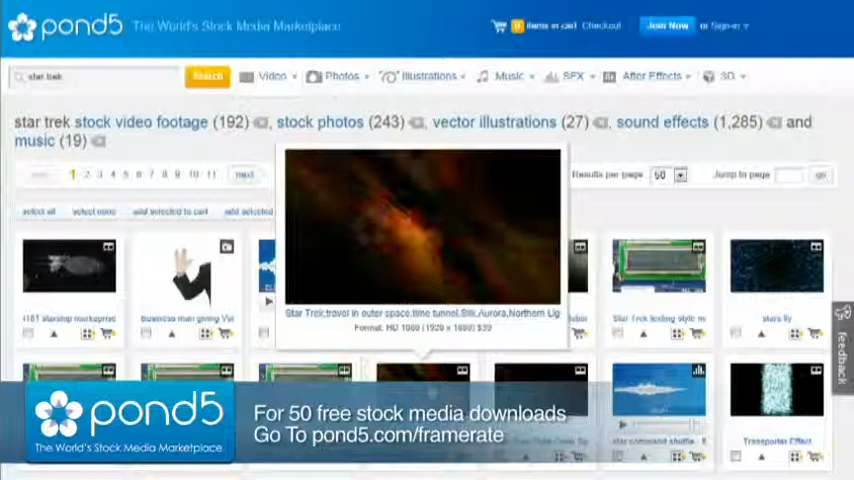 pond5 The World's Stock Media Marketplace
0 items in cart Checkout Join Now or Sign-in
star trek Search Video Photos Illustrations Music SFX After Effects 3D
star trek stock video footage (192), stock photos (243), vector illustrations (27), sound effects (1,285) and
music (19)
1 2 3 4 5 6 7 8 9 10 11 next Results per page 50 Jump to page go
select all select none add selected to cart add selected
Star Trek,travel in outer space,time tunnel,Silk,Aurora,Northern Lig
Format: HD 1080 (1920 x 1080) $39
Business man giving Vul
Star Trek texting style m
stars fly
feedback
star command shuttle
Transporter Effect
pond5
The World's Stock Media Marketplace
For 50 free stock media downloads
Go To pond5.com/framerate